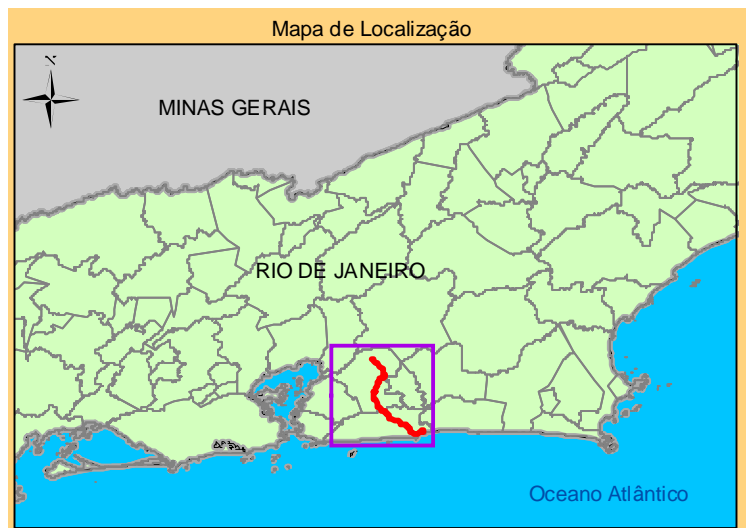 Mapa de Localização
N
MINAS GERAIS
RIO DE JANEIRO
Oceano Atlântico